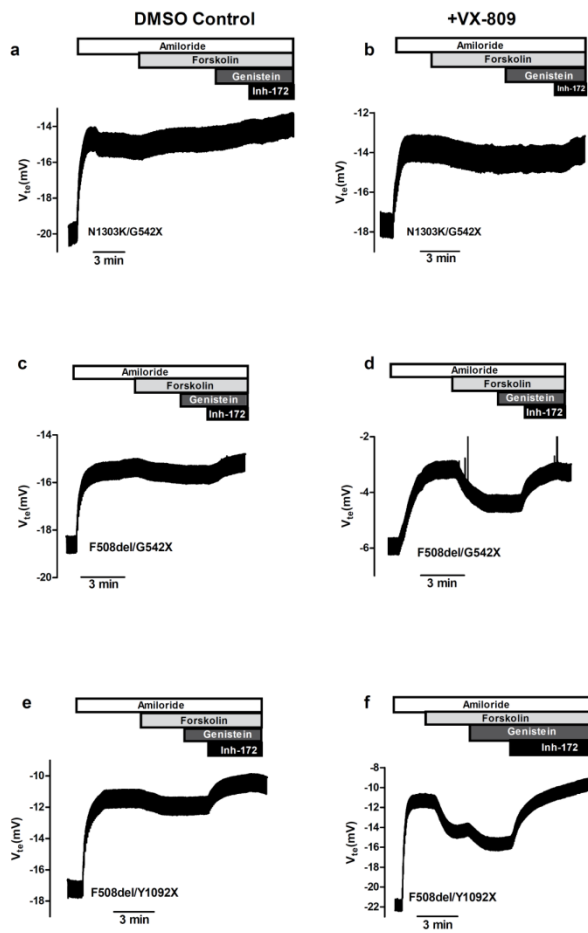 DMSO Control
+VX-809
a
Amiloride
Forskolin
Genistein
Inh-172
-14
-16
-18
-20
Vte(mV)
N1303K/G542X
3 min
b
Amiloride
Forskolin
Genistein
Inh-172
-12
-14
-16
-18
Vte(mV)
N1303K/G542X
3 min
c
Amiloride
Forskolin
Genistein
Inh-172
-14
-16
-18
-20
Vte(mV)
F508del/G542X
3 min
d
Amiloride
Forskolin
Genistein
Inh-172
-2
-4
-6
Vte(mV)
F508del/G542X
3 min
e
Amiloride
Forskolin
Genistein
Inh-172
-10
-12
-14
-16
-18
Vte(mV)
F508del/Y1092X
3 min
f
Amiloride
Forskolin
Genistein
Inh-172
-8
-10
-12
-14
-16
-18
-20
-22
Vte(mV)
F508del/Y1092X
3 min